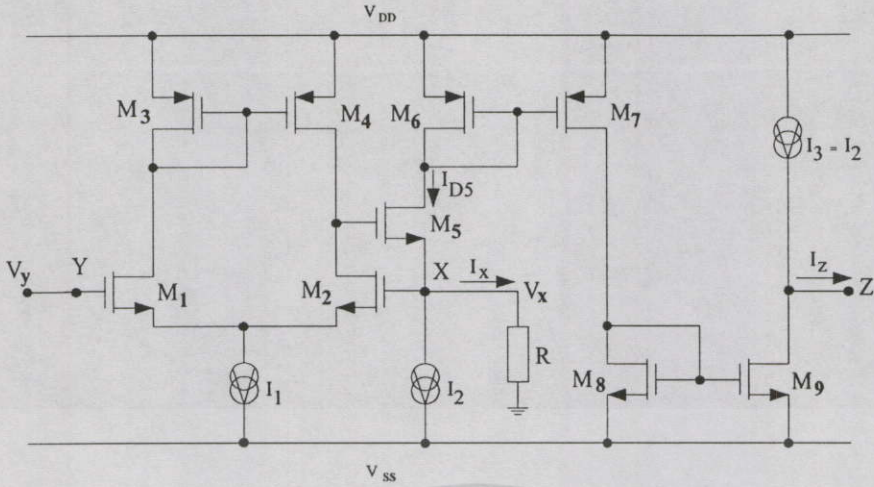 V_DD
M_3
M_4
M_6
M_7
I_3 = I_2
I_D5
M_5
V_y
Y
M_1
M_2
X
I_x
V_x
I_z
Z
I_1
I_2
R
M_8
M_9
V_SS